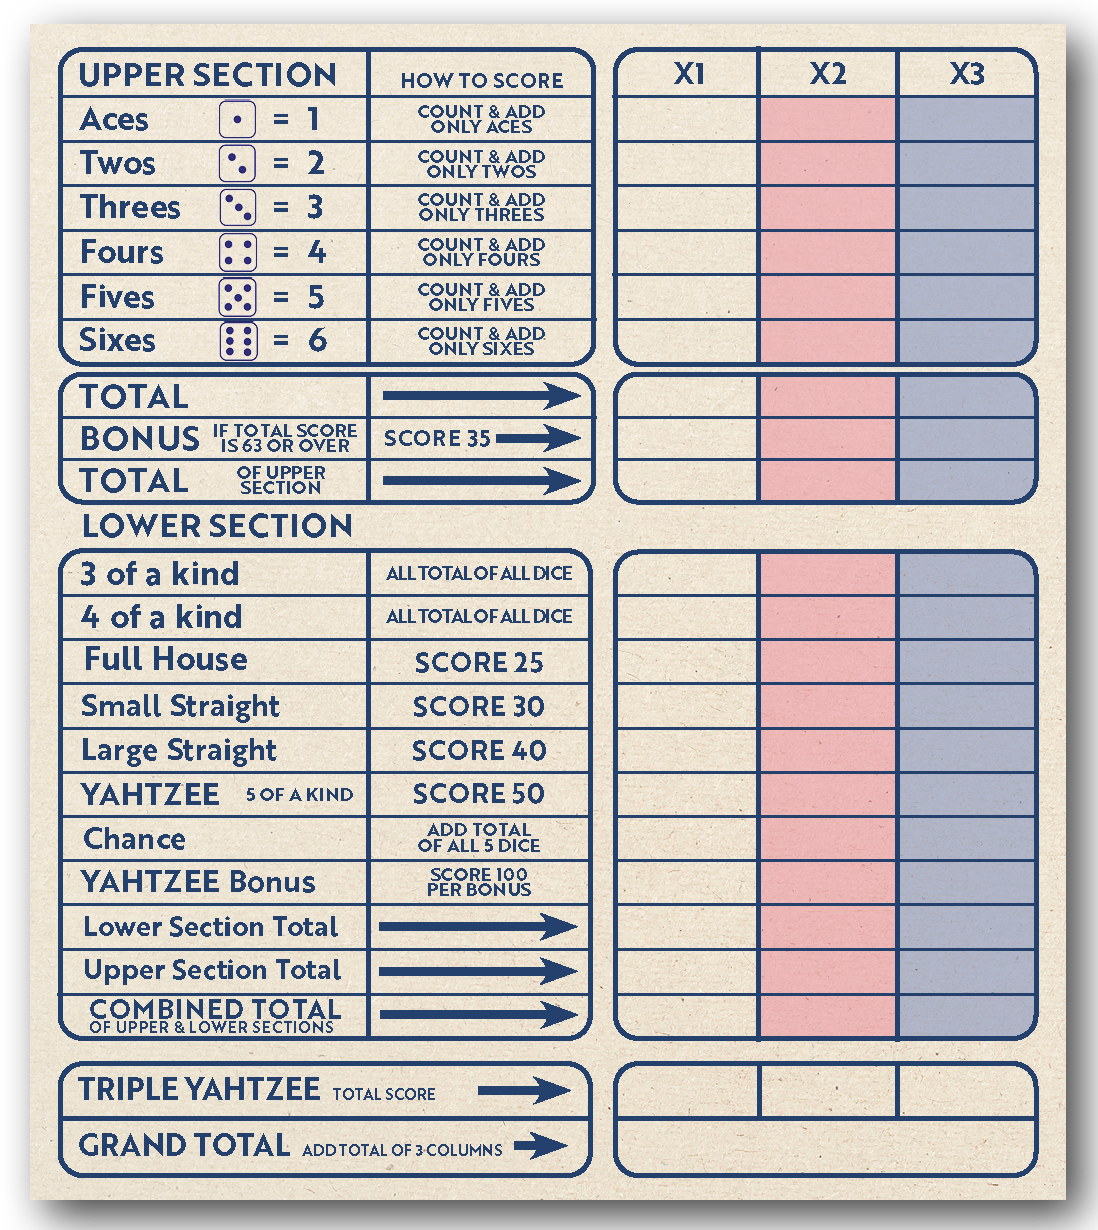 UPPER SECTION HOW TO SCORE X1 X2 X3
Aces = 1 COUNT & ADD
ONLY ACES
Twos = 2 COUNT & ADD
ONLY TWOS
Threes = 3 COUNT & ADD
ONLY THREES
Fours = 4 COUNT & ADD
ONLY FOURS
Fives = 5 COUNT & ADD
ONLY FIVES
Sixes = 6 COUNT & ADD
ONLY SIXES
TOTAL
BONUS IF TOTAL SCORE
IS 63 OR OVER SCORE 35
TOTAL OF UPPER
SECTION
LOWER SECTION
3 of a kind ALL TOTAL OF ALL DICE
4 of a kind ALL TOTAL OF ALL DICE
Full House SCORE 25
Small Straight SCORE 30
Large Straight SCORE 40
YAHTZEE 5 OF A KIND SCORE 50
Chance ADD TOTAL
OF ALL 5 DICE
YAHTZEE Bonus SCORE 100
PER BONUS
Lower Section Total
Upper Section Total
COMBINED TOTAL
OF UPPER & LOWER SECTIONS
TRIPLE YAHTZEE TOTAL SCORE
GRAND TOTAL ADD TOTAL OF 3 COLUMNS